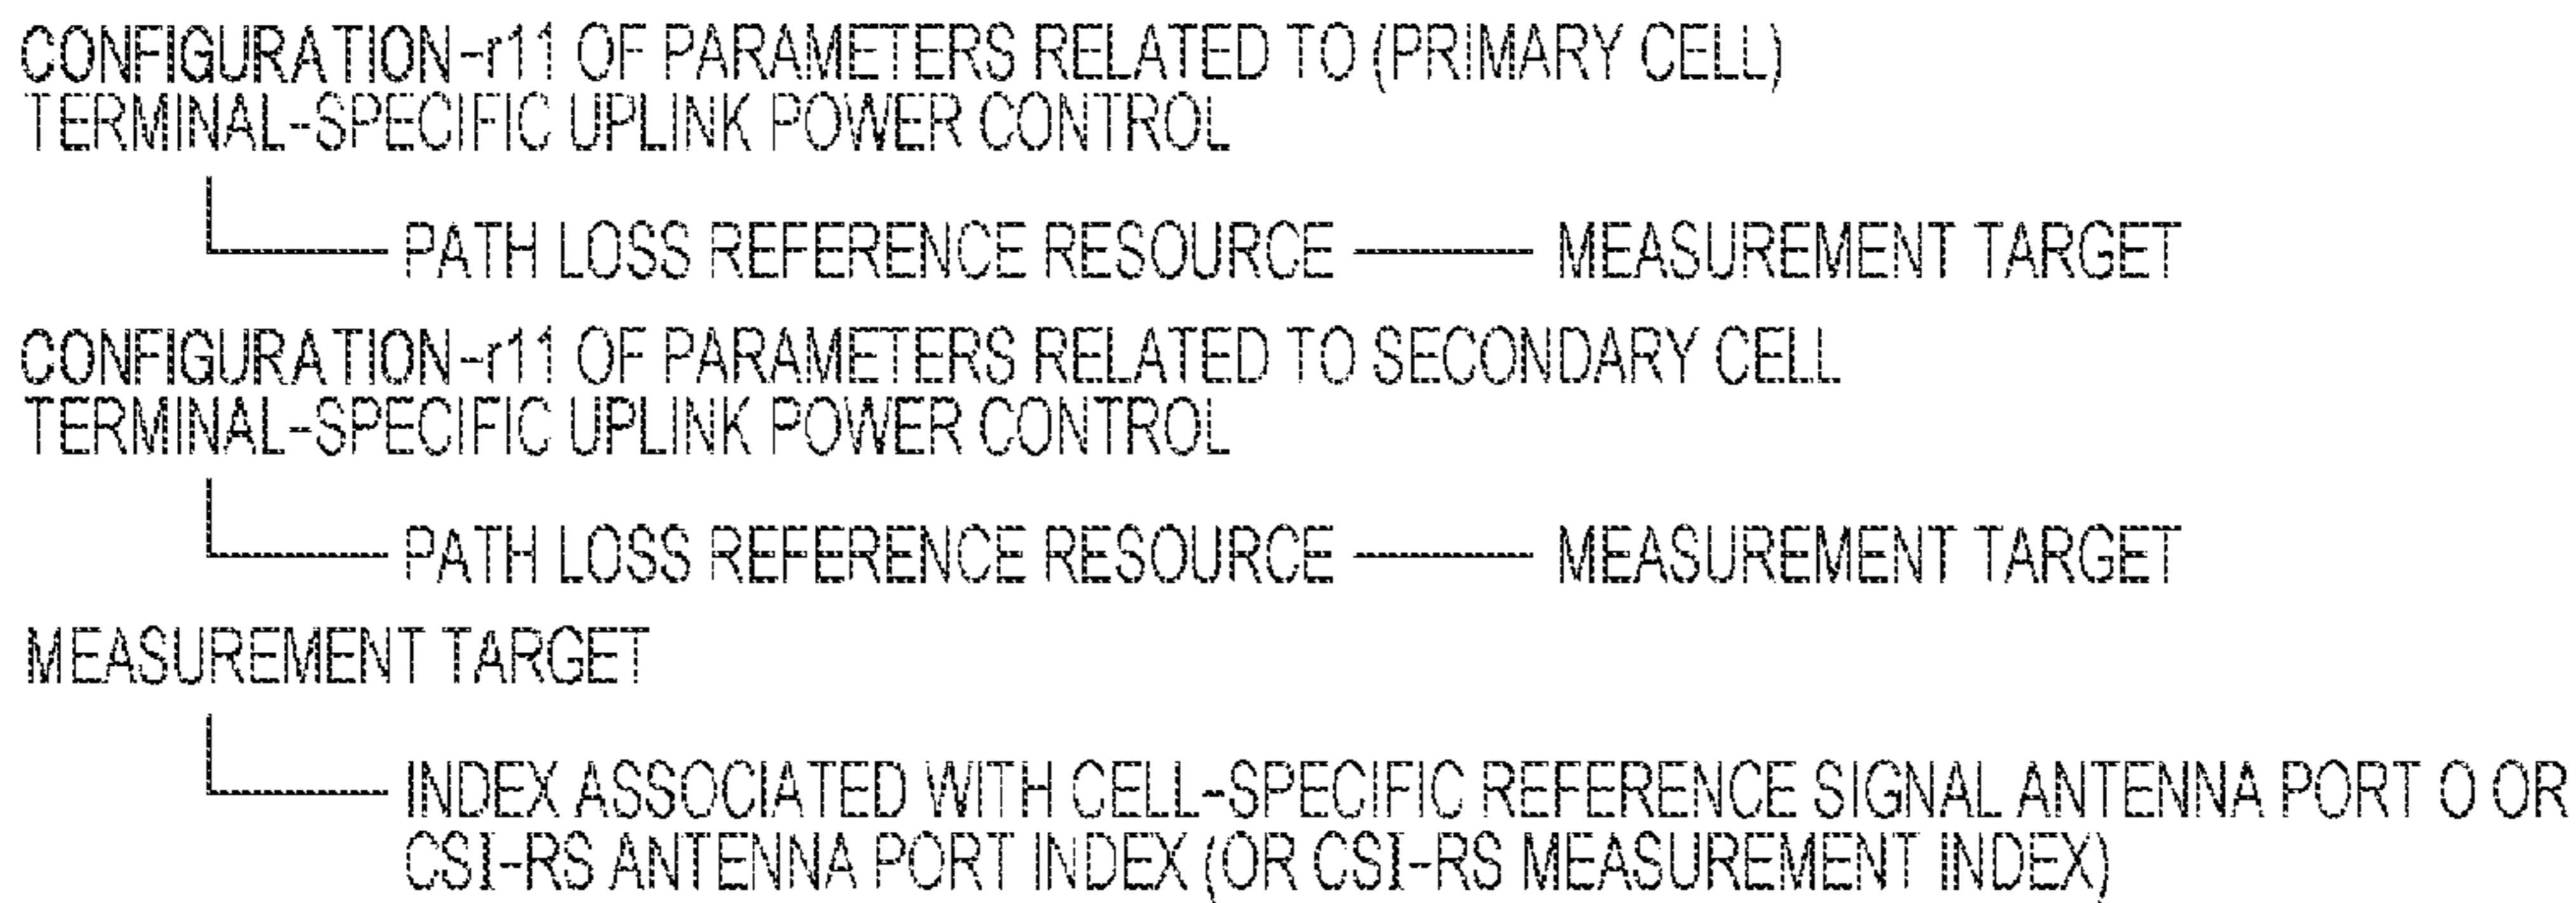 CONFIGURATION-r11 OF PARAMETERS RELATED TO (PRIMARY CELL)
TERMINAL-SPECIFIC UPLINK POWER CONTROL
PATH LOSS REFERENCE RESOURCE MEASUREMENT TARGET
CONFIGURATION-r11 OF PARAMETERS RELATED TO SECONDARY CELL
TERMINAL-SPECIFIC UPLINK POWER CONTROL
PATH LOSS REFERENCE RESOURCE MEASUREMENT TARGET
MEASUREMENT TARGET
INDEX ASSOCIATED WITH CELL-SPECIFIC REFERENCE SIGNAL ANTENNA PORT 0 OR
CSI-RS ANTENNA PORT INDEX (OR CSI-RS MEASUREMENT INDEX)